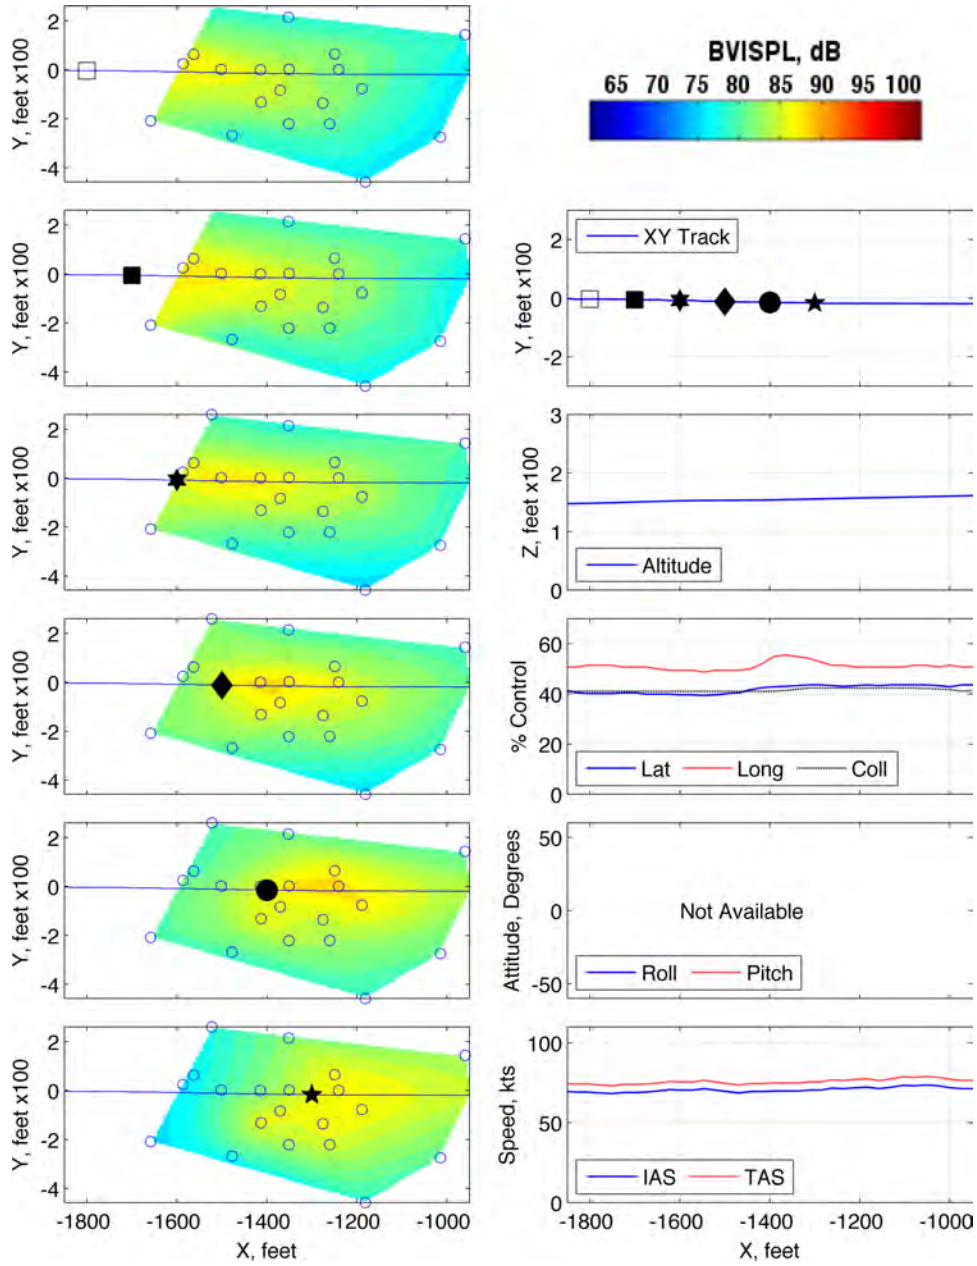 BVISPL, dB
65 70 78 80 85 90 95 100
Y, feet x100
2
0
-2
-4
Y, feet x100
2
0
-2
-4
XY Track
Y, feet x100
2
0
-2
Y, feet x100
2
0
-2
-4
Z, feet x100
3
2
1
0
Altitude
Y, feet x100
2
0
-2
-4
% Control
60
40
20
0
Lat Long Coll
Y, feet x100
2
0
-2
-4
Attitude, Degrees
50
0
-50
Not Available
Roll Pitch
Y, feet x100
2
0
-2
-4
-1800 -1600 -1400 -1200 -1000
X, feet
Speed, kts
100
50
0
IAS TAS
-1800 -1600 -1400 -1200 -1000
X, feet